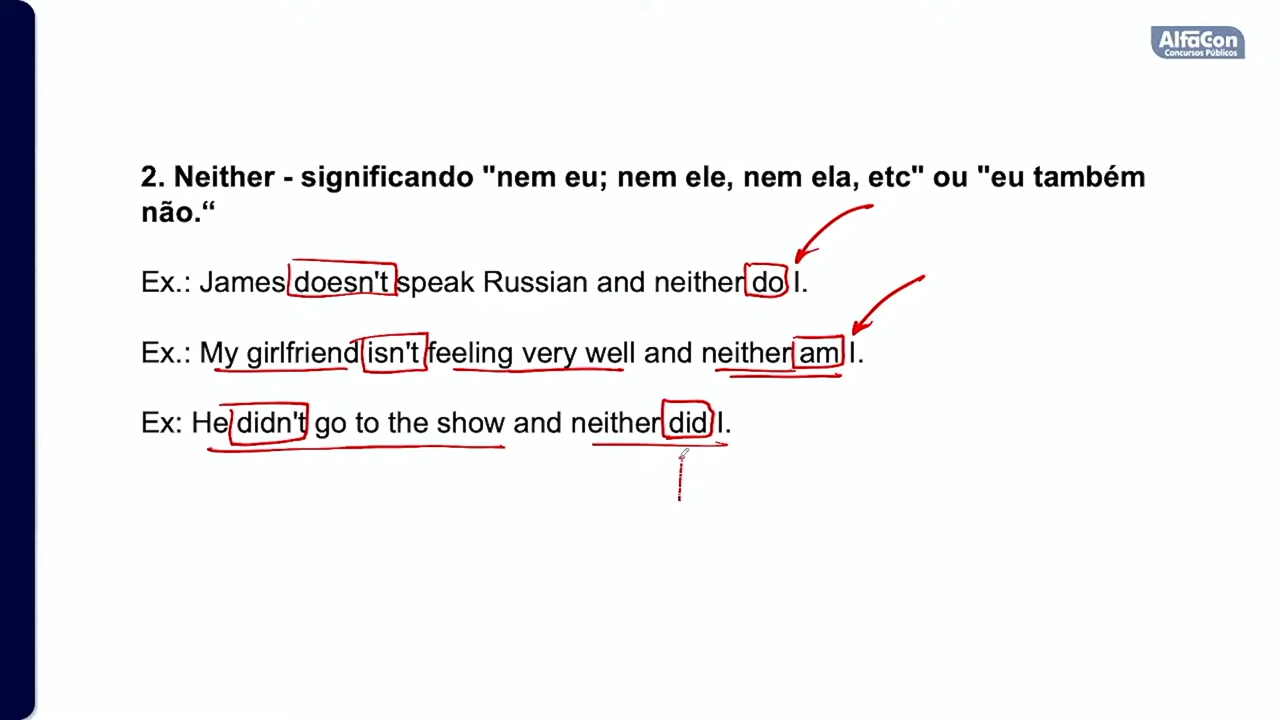 AlfaCon
Concursos Públicos
2. Neither - significando "nem eu; nem ele, nem ela, etc" ou "eu também
não.“
Ex.: James doesn't speak Russian and neither do I.
Ex.: My girlfriend isn't feeling very well and neither am I.
Ex: He didn't go to the show and neither did I.